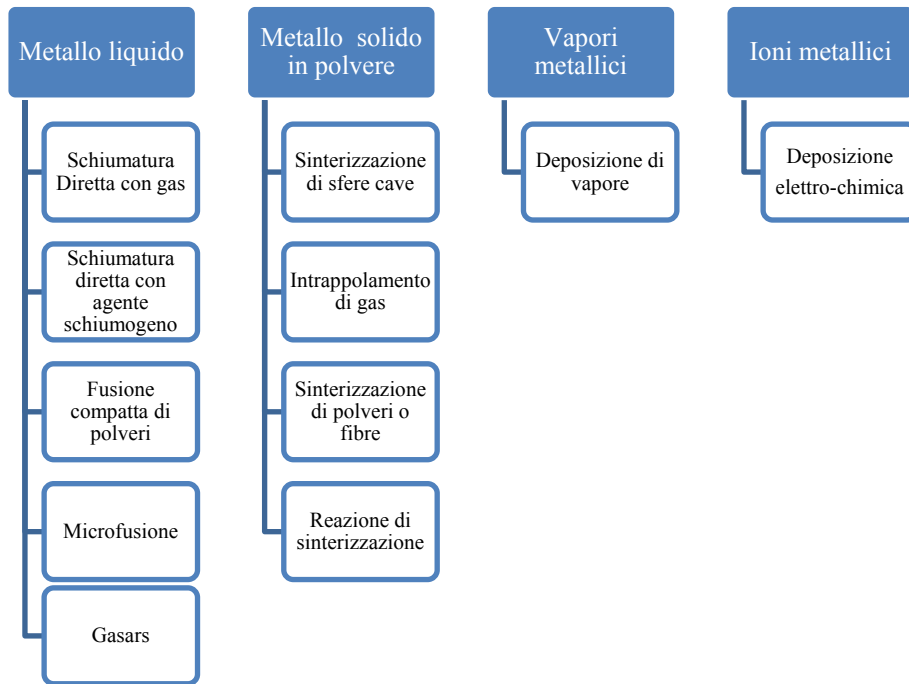 Metallo liquido
Schiumatura
Diretta con gas
Schiumatura
diretta con
agente
schiumogeno
Fusione
compatta di
polveri
Microfusione
Gasars
Metallo solido
in polvere
Sinterizzazione
di sfere cave
Intrappolamento
di gas
Sinterizzazione
di polveri o
fibre
Reazione di
sinterizzazione
Vapori
metallici
Deposizione di
vapore
Ioni metallici
Deposizione
elettro-chimica